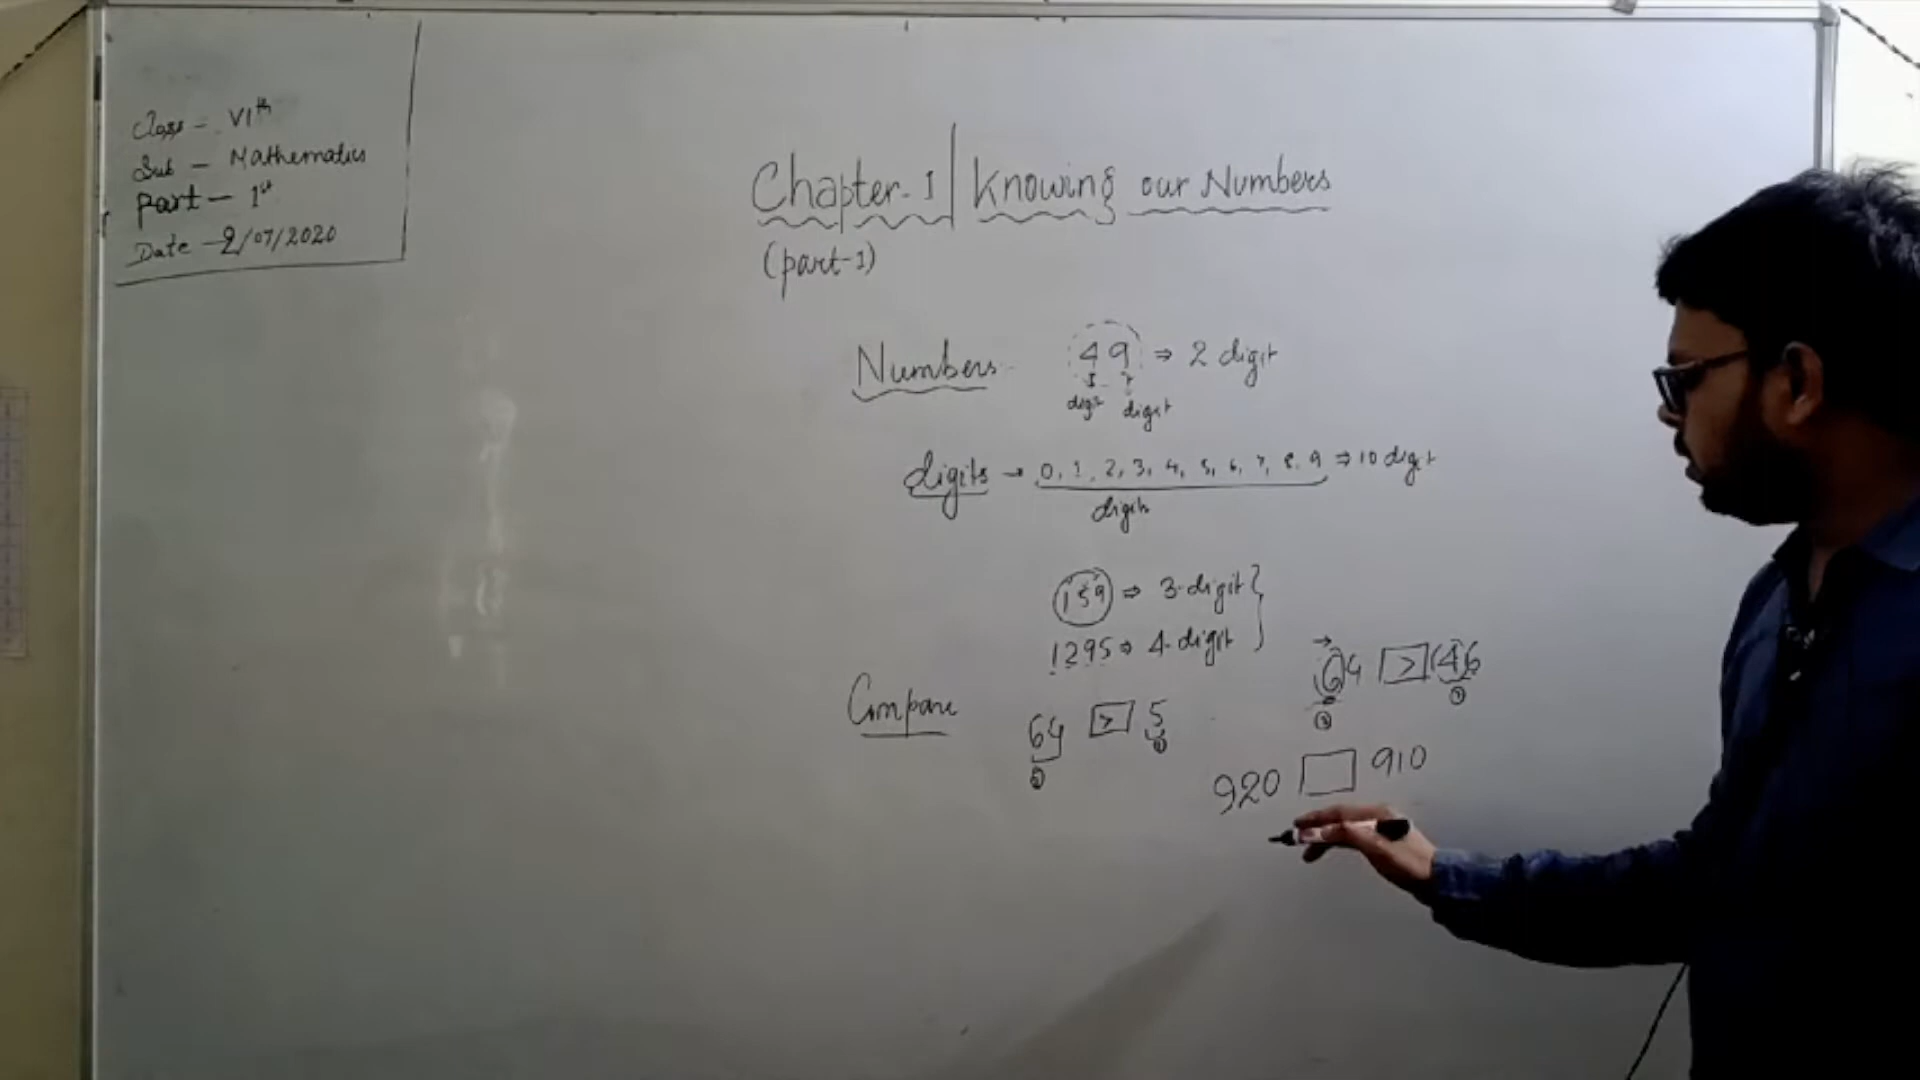 Class - VIth
Sub - Mathematics
Part - 1st
Date - 2/07/2020
Chapter-1 | Knowing our Numbers
(part-1)
Numbers 49 ⇒ 2 digit
digit digit
digits → 0, 1, 2, 3, 4, 5, 6, 7, 8, 9 ⇒ 10 digit
digits
159 ⇒ 3-digit
1295 ⇒ 4-digit
64 > 46
Compare 64 > 5
920 910